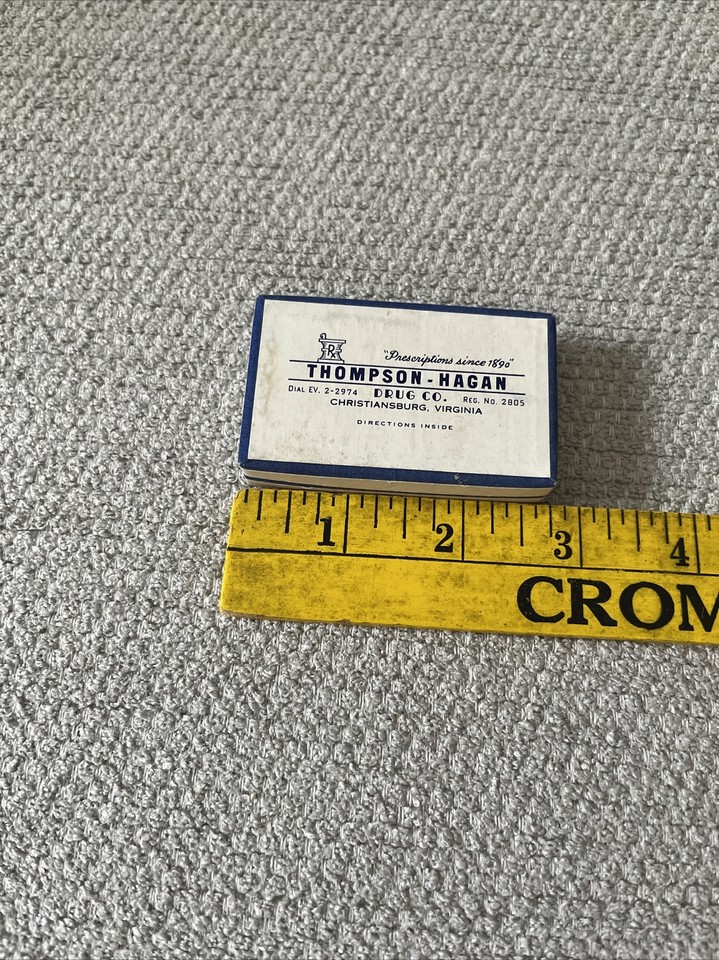 Rx
"Prescriptions since 1890"
THOMPSON-HAGAN
DIAL EV. 2-2974 DRUG CO. REG. NO. 2805
CHRISTIANSBURG, VIRGINIA
DIRECTIONS INSIDE
1 2 3 4
CROM